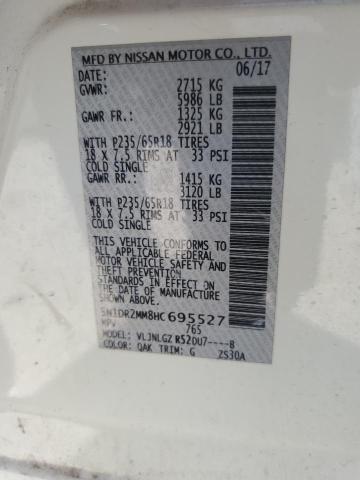 MFD BY NISSAN MOTOR CO., LTD.
DATE: 06/17
GVWR: 2715 KG
5986 LB
GAWR FR.: 1325 KG
2921 LB
WITH P235/65R18 TIRES
18 X 7.5 RIMS AT 33 PSI
COLD SINGLE
GAWR RR.: 1415 KG
3120 LB
WITH P235/65R18 TIRES
18 X 7.5 RIMS AT 33 PSI
COLD SINGLE
THIS VEHICLE CONFORMS TO
ALL APPLICABLE FEDERAL
MOTOR VEHICLE SAFETY AND
THEFT PREVENTION
STANDARDS IN EFFECT ON
THE DATE OF MANUFACTURE
SHOWN ABOVE.
5N1DR2MM8HC695527
MPV 765
MODEL: VLJNLGZ R52DU7----B
COLOR: QAK TRIM: G ZS30A